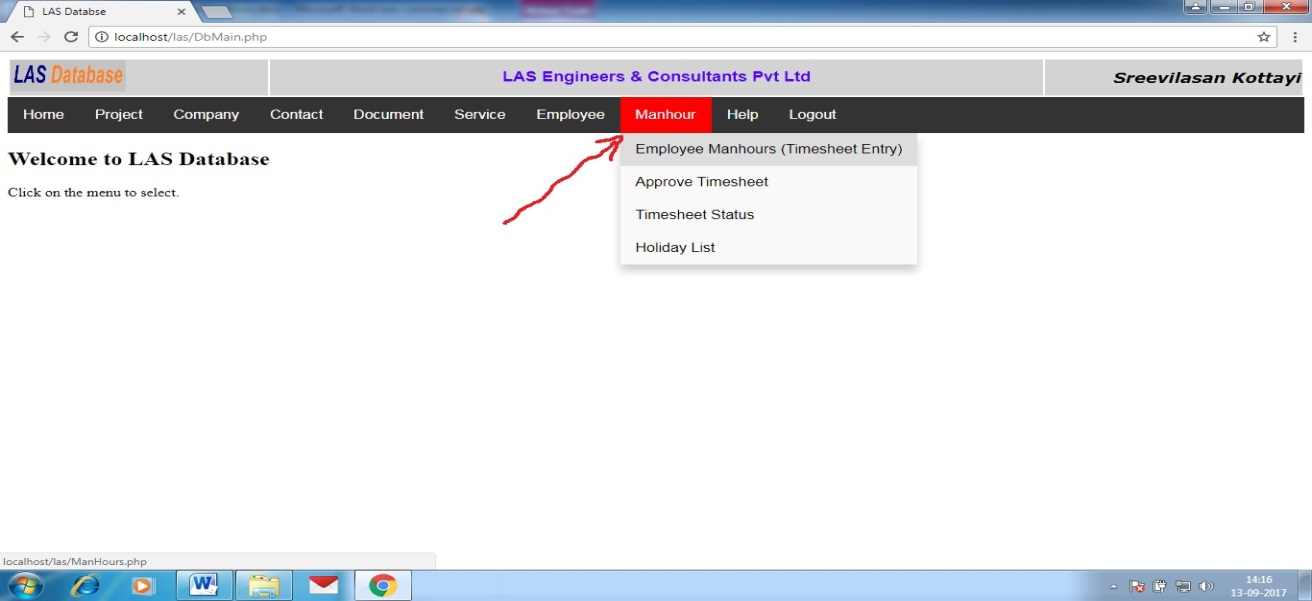 LAS Databse
localhost/las/DbMain.php
LAS Database
LAS Engineers & Consultants Pvt Ltd
Sreevilasan Kottayi
Home Project Company Contact Document Service Employee Manhour Help Logout
Employee Manhours (Timesheet Entry)
Welcome to LAS Database
Approve Timesheet
Click on the menu to select.
Timesheet Status
Holiday List
localhost/las/ManHours.php
14:16
13-09-2017